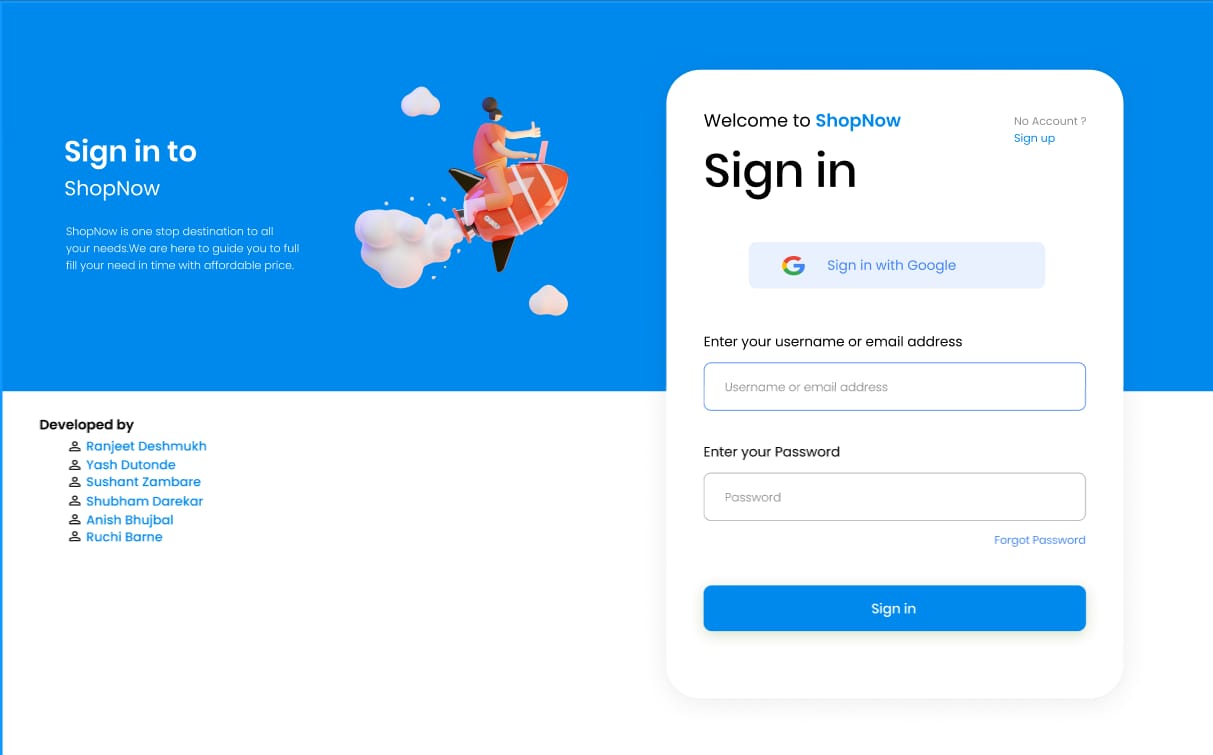 Sign in to
ShopNow
ShopNow is one stop destination to all
your needs.We are here to guide you to full
fill your need in time with affordable price.
Developed by
Ranjeet Deshmukh
Yash Dutonde
Sushant Zambare
Shubham Darekar
Anish Bhujbal
Ruchi Barne
Welcome to ShopNow
No Account ?
Sign up
Sign in
Sign in with Google
Enter your username or email address
Username or email address
Enter your Password
Password
Forgot Password
Sign in